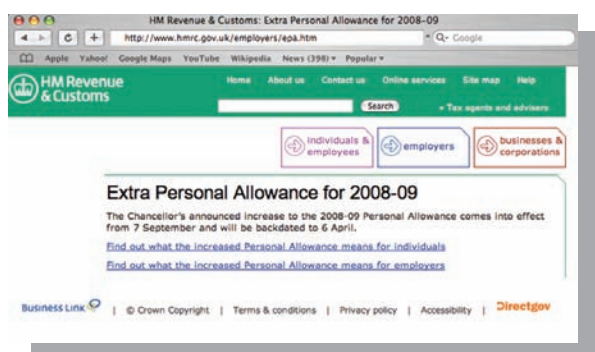 HM Revenue & Customs: Extra Personal Allowance for 2008-09
http://www.hmrc.gov.uk/employers/epa.htm
Q- Google
Apple Yahoo! Google Maps YouTube Wikipedia News (398) Popular
HM Revenue
& Customs
Home About us Contact us Online services Site map Help
Search
Tax agents and advisers
individuals &
employees
employers
businesses &
corporations
Extra Personal Allowance for 2008-09
The Chancellor's announced increase to the 2008-09 Personal Allowance comes into effect
from 7 September and will be backdated to 6 April.
Find out what the increased Personal Allowance means for individuals
Find out what the increased Personal Allowance means for employers
Business Link | © Crown Copyright | Terms & conditions | Privacy policy | Accessibility | Directgov